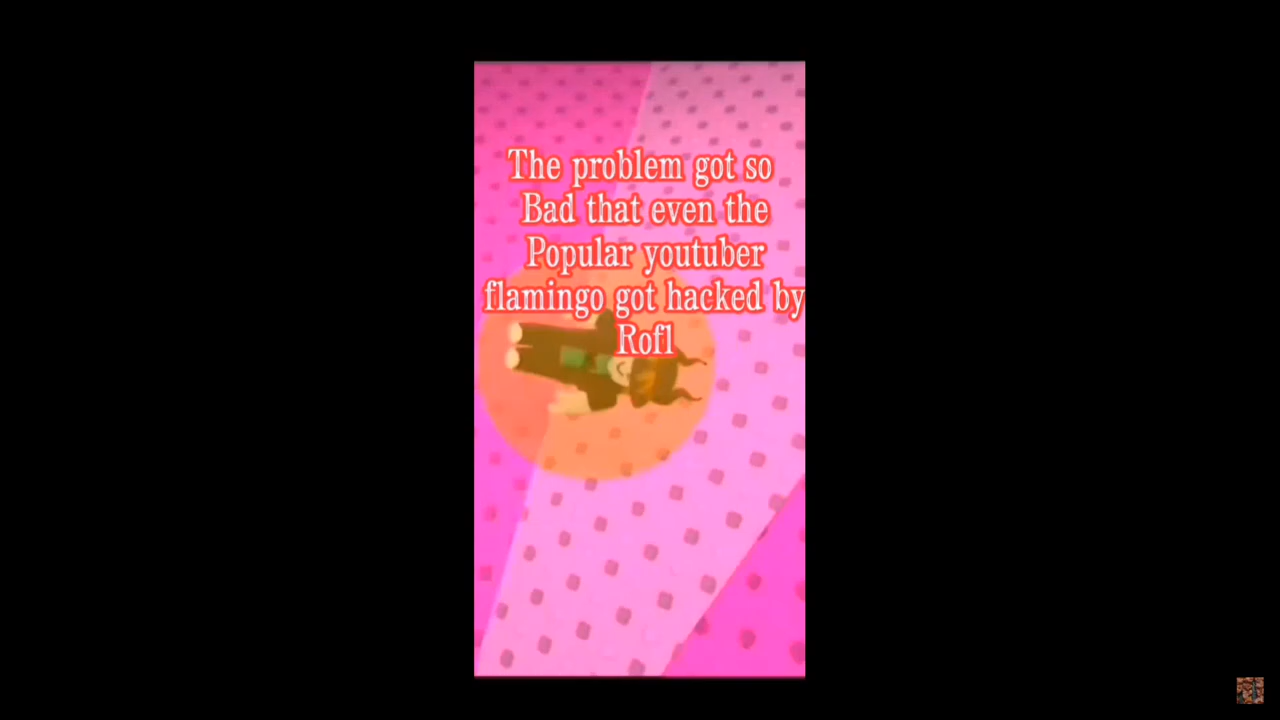 The problem got so
Bad that even the
Popular youtuber
flamingo got hacked by
Rofl